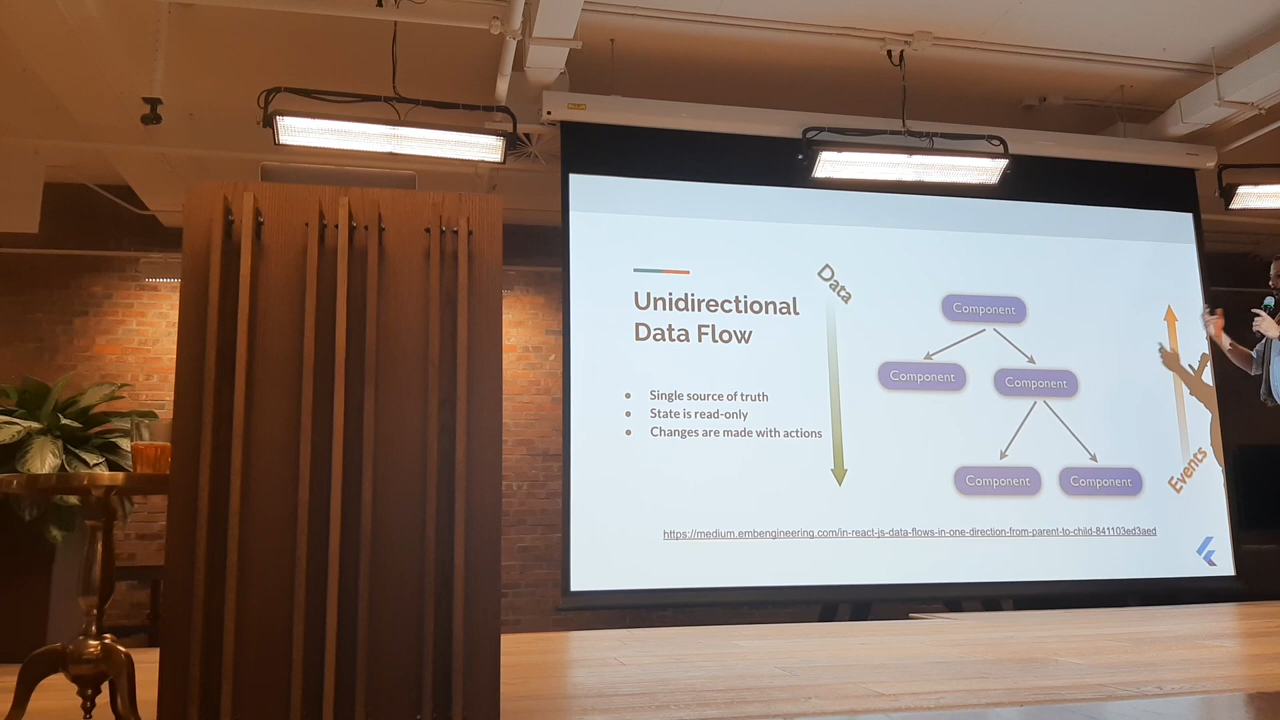 Unidirectional
Data Flow
Single source of truth
State is read-only
Changes are made with actions
Data
Component
Component
Component
Component
Component
Events
https://medium.embengineering.com/in-react-js-data-flows-in-one-direction-from-parent-to-child-841103ed3aed